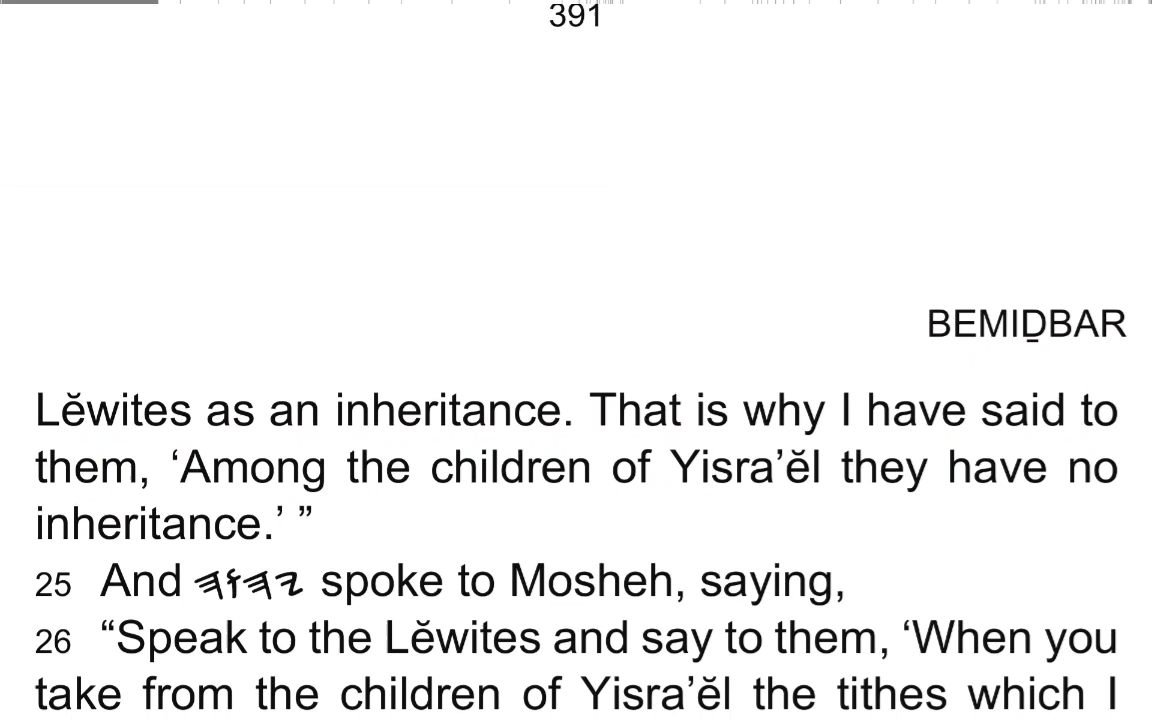 391
BEMIḎBAR
Lĕwites as an inheritance. That is why I have said to
them, ‘Among the children of Yisra’ĕl they have no
inheritance.’ ”
25 And 𐤉𐤄𐤅𐤄 spoke to Mosheh, saying,
26 “Speak to the Lĕwites and say to them, ‘When you
take from the children of Yisra’ĕl the tithes which I